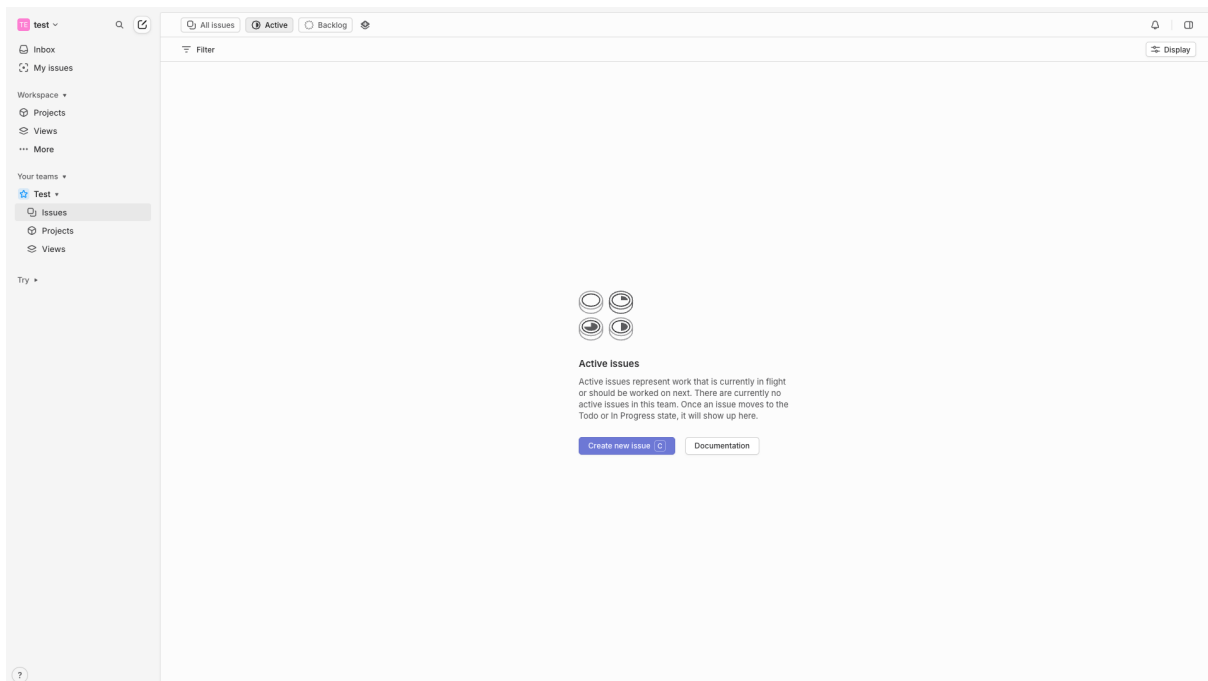 TE test
Inbox
My issues
Workspace
Projects
Views
More
Your teams
Test
Issues
Projects
Views
Try
?
All issues Active Backlog
Filter Display
Active issues
Active issues represent work that is currently in flight
or should be worked on next. There are currently no
active issues in this team. Once an issue moves to the
Todo or In Progress state, it will show up here.
Create new issue C Documentation